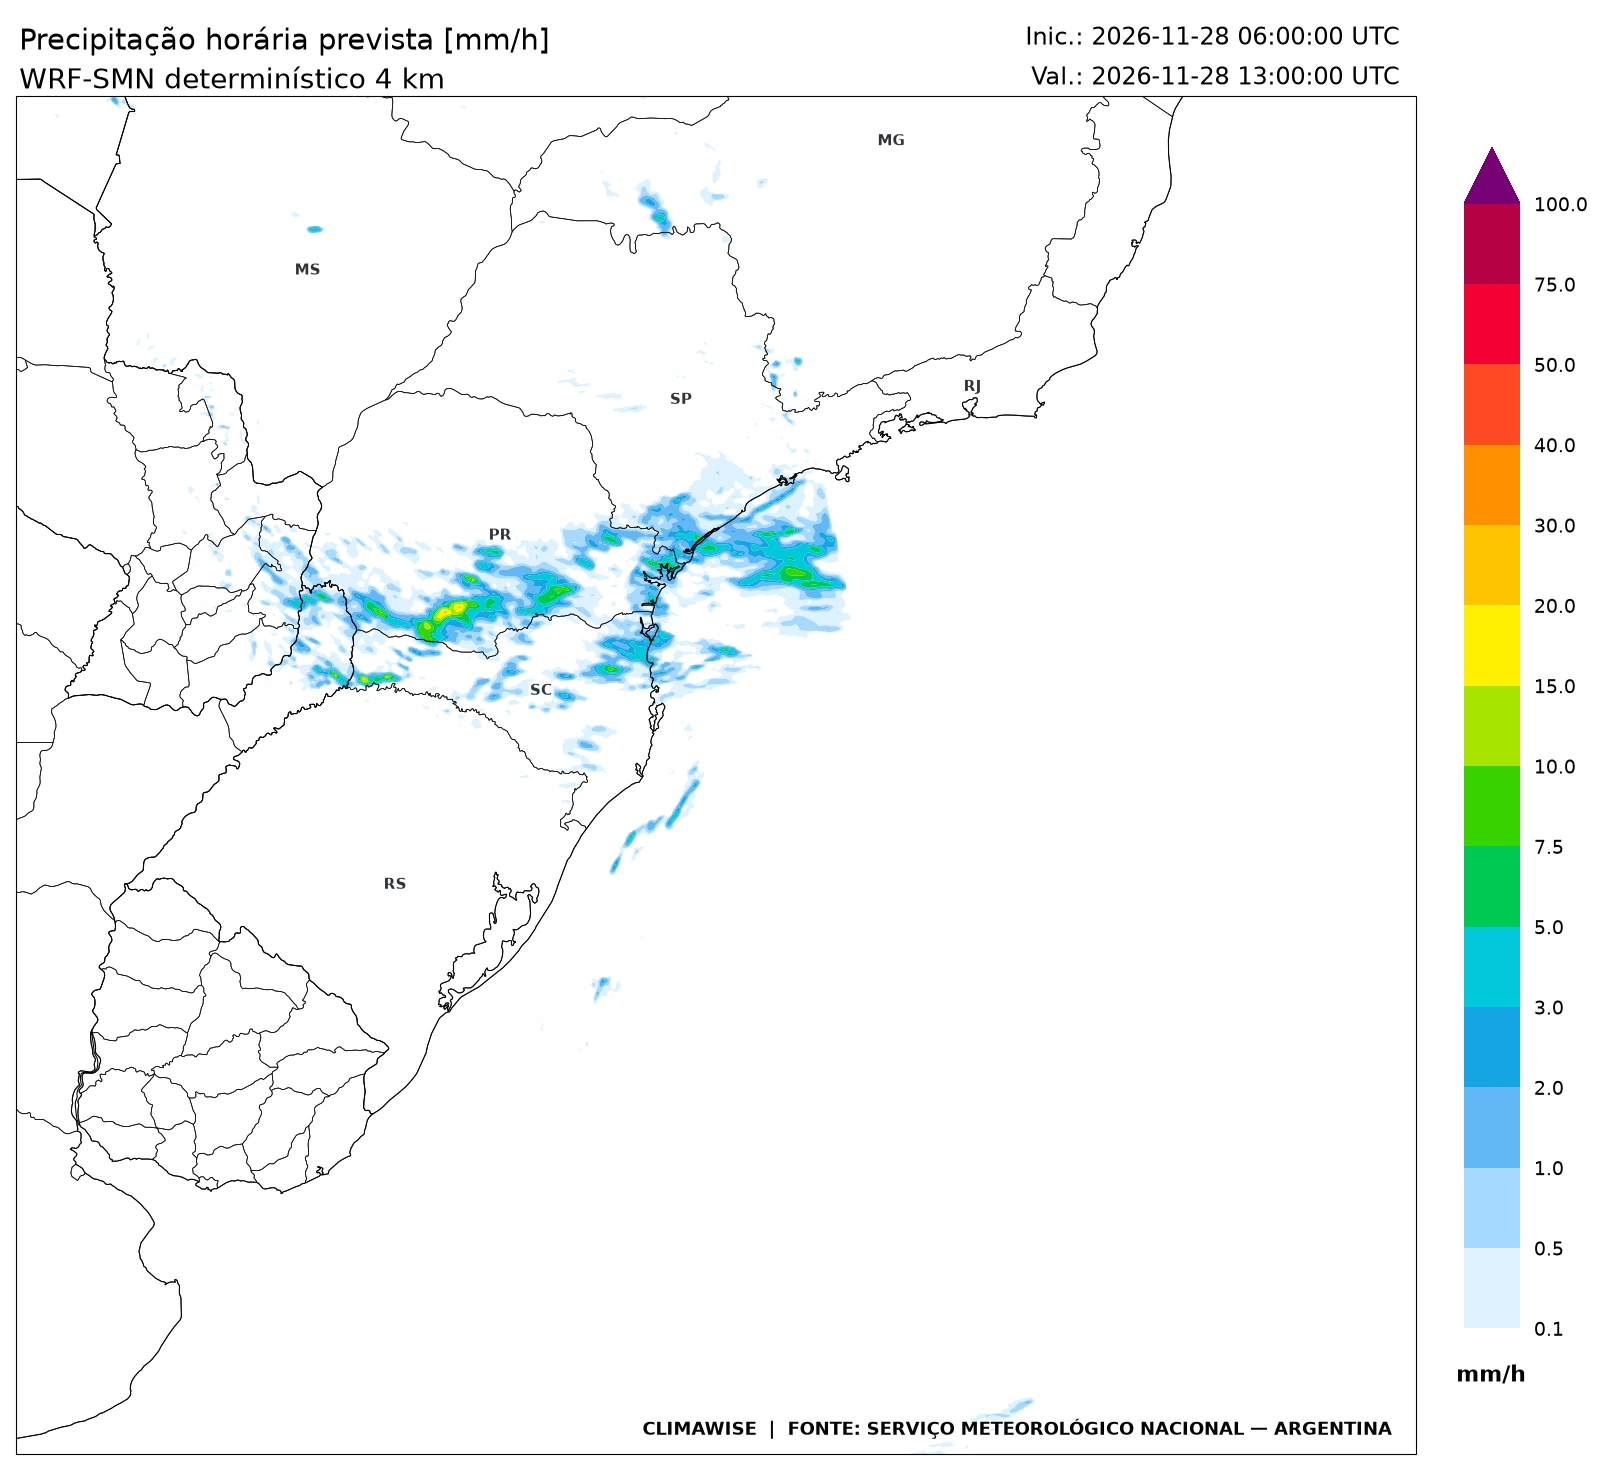 Precipitação horária prevista [mm/h]
WRF-SMN determinístico 4 km
Inic.: 2026-11-28 06:00:00 UTC
Val.: 2026-11-28 13:00:00 UTC
MG
MS
RJ
SP
PR
SC
RS
100.0
75.0
50.0
40.0
30.0
20.0
15.0
10.0
7.5
5.0
3.0
2.0
1.0
0.5
0.1
mm/h
CLIMAWISE | FONTE: SERVIÇO METEOROLÓGICO NACIONAL — ARGENTINA